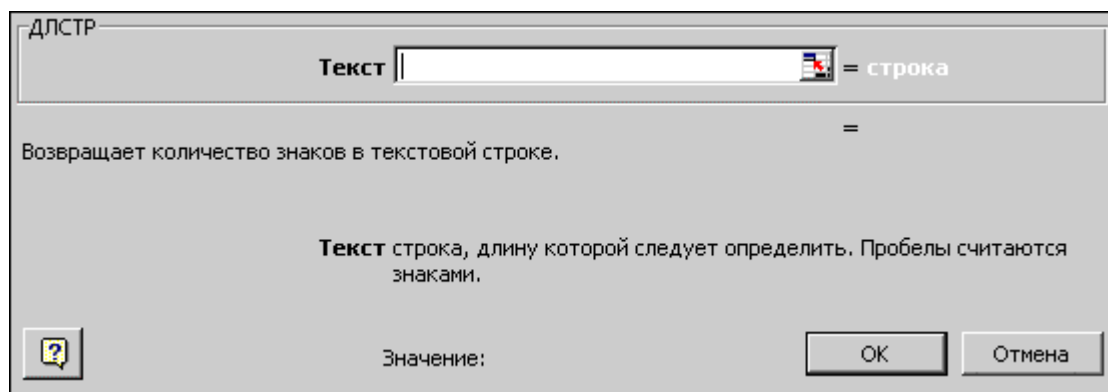 ДЛСТР
Текст = строка
=
Возвращает количество знаков в текстовой строке.
Текст строка, длину которой следует определить. Пробелы считаются
знаками.
? Значение: ОК Отмена